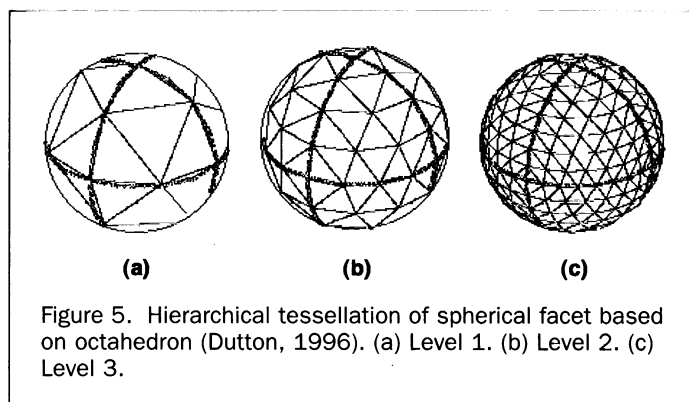 (a) (b) (c)
Figure 5. Hierarchical tessellation of spherical facet based
on octahedron (Dutton, 1996). (a) Level 1. (b) Level 2. (c)
Level 3.